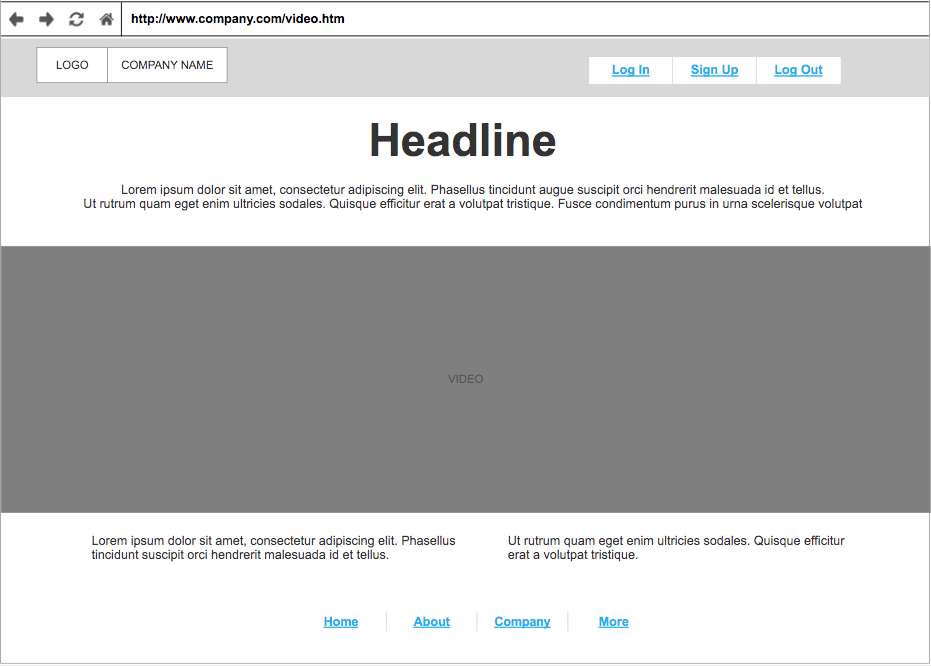 http://www.company.com/video.htm
LOGO
COMPANY NAME
Log In
Sign Up
Log Out
Headline
Lorem ipsum dolor sit amet, consectetur adipiscing elit. Phasellus tincidunt augue suscipit orci hendrerit malesuada id et tellus.
Ut rutrum quam eget enim ultricies sodales. Quisque efficitur erat a volutpat tristique. Fusce condimentum purus in urna scelerisque volutpat
VIDEO
Lorem ipsum dolor sit amet, consectetur adipiscing elit. Phasellus
tincidunt suscipit orci hendrerit malesuada id et tellus.
Ut rutrum quam eget enim ultricies sodales. Quisque efficitur
erat a volutpat tristique.
Home
About
Company
More